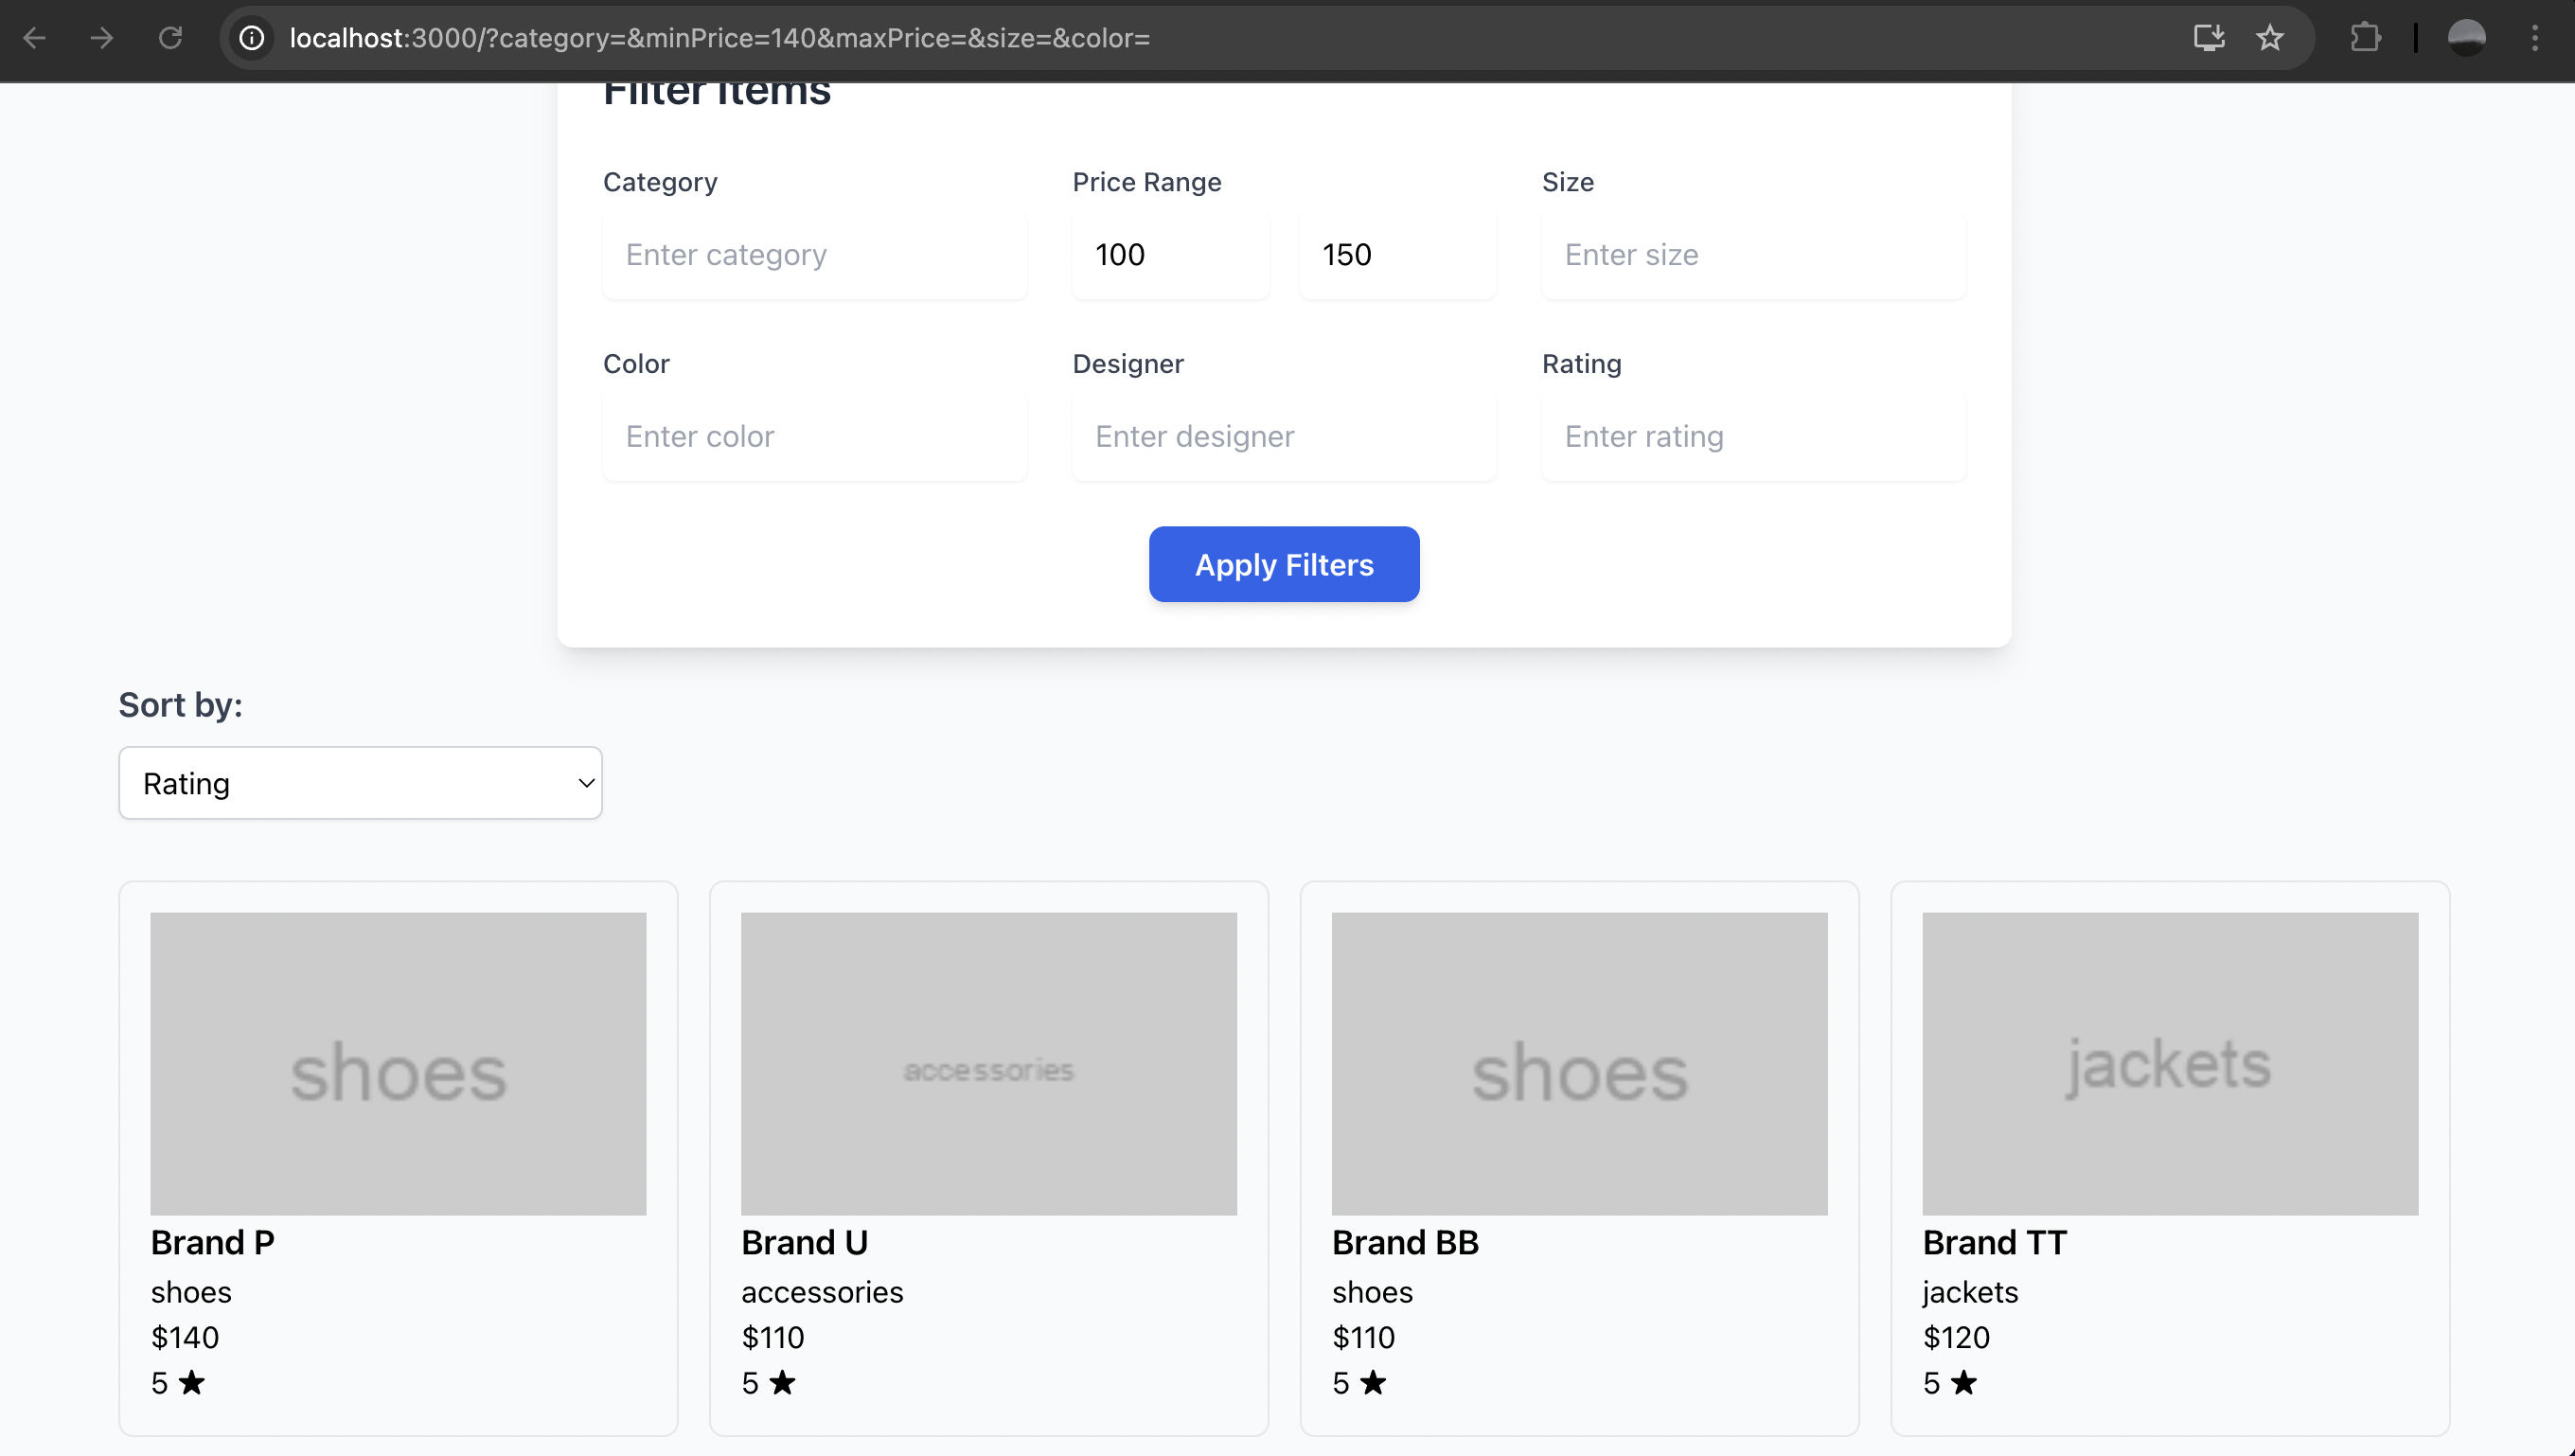 localhost:3000/?category=&minPrice=140&maxPrice=&size=&color=
Filter Items
Category
Price Range
Size
Enter category
100
150
Enter size
Color
Designer
Rating
Enter color
Enter designer
Enter rating
Apply Filters
Sort by:
Rating
shoes
accessories
shoes
jackets
Brand P
Brand U
Brand BB
Brand TT
shoes
accessories
shoes
jackets
$140
$110
$110
$120
5 ★
5 ★
5 ★
5 ★